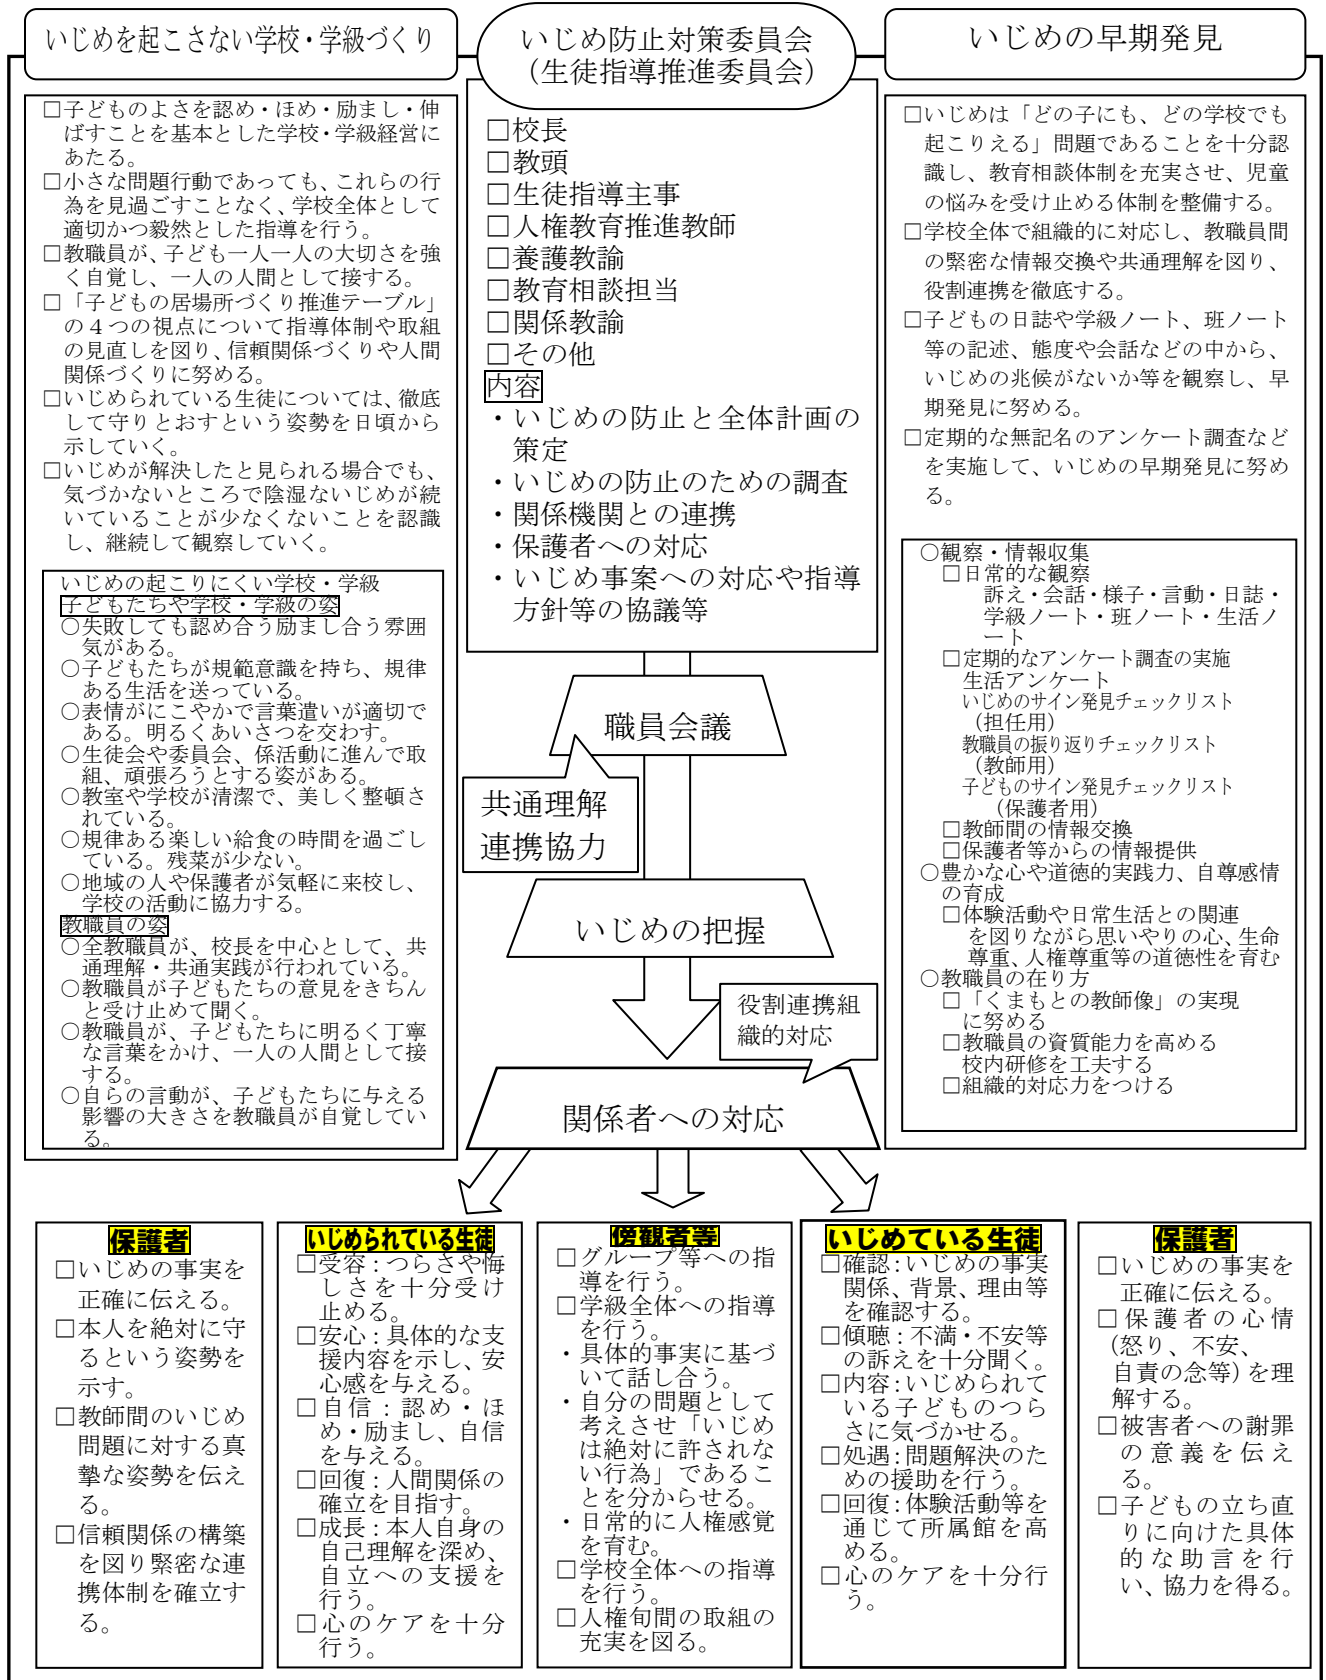 いじめを起こさない学校・学級づくり
□子どものよさを認め・ほめ・励まし・伸
ばすことを基本とした学校・学級経営に
あたる。
□小さな問題行動であっても、これらの行
為を見過ごすことなく、学校全体として
適切かつ毅然とした指導を行う。
□教職員が、子ども一人一人の大切さを強
く自覚し、一人の人間として接する。
□「子どもの居場所づくり推進テーブル」
の4つの視点について指導体制や取組
の見直しを図り、信頼関係づくりや人間
関係づくりに努める。
□いじめられている生徒については、徹底
して守りとおすという姿勢を日頃から
示していく。
□いじめが解決したと見られる場合でも、
気づかないところで陰湿ないじめが続
いていることが少なくないことを認識
し、継続して観察していく。
いじめの起こりにくい学校・学級
子どもたちや学校・学級の姿
○失敗しても認め合う励まし合う雰囲
気がある。
○子どもたちが規範意識を持ち、規律
ある生活を送っている。
○表情がにこやかで言葉遣いが適切で
ある。明るくあいさつを交わす。
○生徒会や委員会、係活動に進んで取
組、頑張ろうとする姿がある。
○教室や学校が清潔で、美しく整頓さ
れている。
○規律ある楽しい給食の時間を過ごし
ている。残菜が少ない。
○地域の人や保護者が気軽に来校し、
学校の活動に協力する。
教職員の姿
○全教職員が、校長を中心として、共
通理解・共通実践が行われている。
○教職員が子どもたちの意見をきちん
と受け止めて聞く。
○教職員が、子どもたちに明るく丁寧
な言葉をかけ、一人の人間として接
する。
○自らの言動が、子どもたちに与える
影響の大きさを教職員が自覚してい
る。
いじめ防止対策委員会
（生徒指導推進委員会）
□校長
□教頭
□生徒指導主事
□人権教育推進教師
□養護教諭
□教育相談担当
□関係教諭
□その他
内容
・いじめの防止と全体計画の
策定
・いじめの防止のための調査
・関係機関との連携
・保護者への対応
・いじめ事案への対応や指導
方針等の協議等
職員会議
共通理解
連携協力
いじめの把握
役割連携組
織的対応
関係者への対応
いじめの早期発見
□いじめは「どの子にも、どの学校でも
起こりえる」問題であることを十分認
識し、教育相談体制を充実させ、児童
の悩みを受け止める体制を整備する。
□学校全体で組織的に対応し、教職員間
の緊密な情報交換や共通理解を図り、
役割連携を徹底する。
□子どもの日誌や学級ノート、班ノート
等の記述、態度や会話などの中から、
いじめの兆候がないか等を観察し、早
期発見に努める。
□定期的な無記名のアンケート調査など
を実施して、いじめの早期発見に努め
る。
○観察・情報収集
□日常的な観察
訴え・会話・様子・言動・日誌・
学級ノート・班ノート・生活ノ
ート
□定期的なアンケート調査の実施
生活アンケート
いじめのサイン発見チェックリスト
（担任用）
教職員の振り返りチェックリスト
（教師用）
子どものサイン発見チェックリスト
（保護者用）
□教師間の情報交換
□保護者等からの情報提供
○豊かな心や道徳的実践力、自尊感情
の育成
□体験活動や日常生活との関連
を図りながら思いやりの心、生命
尊重、人権尊重等の道徳性を育む
○教職員の在り方
□「くまもとの教師像」の実現
に努める
□教職員の資質能力を高める
校内研修を工夫する
□組織的対応力をつける
保護者
□いじめの事実を
正確に伝える。
□本人を絶対に守
るという姿勢を
示す。
□教師間のいじめ
問題に対する真
摯な姿勢を伝え
る。
□信頼関係の構築
を図り緊密な連
携体制を確立す
る。
いじめられている生徒
□受容：つらさや悔
しさを十分受け
止める。
□安心：具体的な支
援内容を示し、安
心感を与える。
□自信：認め・ほ
め・励まし、自信
を与える。
□回復：人間関係の
確立を目指す。
□成長：本人自身の
自己理解を深め、
自立への支援を
行う。
□心のケアを十分
行う。
傍観者等
□グループ等への指
導を行う。
□学級全体への指導
を行う。
・具体的事実に基づ
いて話し合う。
・自分の問題として
考えさせ「いじめ
は絶対に許されな
い行為」であるこ
とを分からせる。
・日常的に人権感覚
を育む。
□学校全体への指導
を行う。
□人権旬間の取組の
充実を図る。
いじめている生徒
□確認：いじめの事実
関係、背景、理由等
を確認する。
□傾聴：不満・不安等
の訴えを十分聞く。
□内容：いじめられて
いる子どものつら
さに気づかせる。
□処遇：問題解決のた
めの援助を行う。
□回復：体験活動等を
通じて所属館を高
める。
□心のケアを十分行
う。
保護者
□いじめの事実を
正確に伝える。
□保護者の心情
(怒り、不安、
自責の念等)を理
解する。
□被害者への謝罪
の意義を伝え
る。
□子どもの立ち直
りに向けた具体
的な助言を行
い、協力を得る。